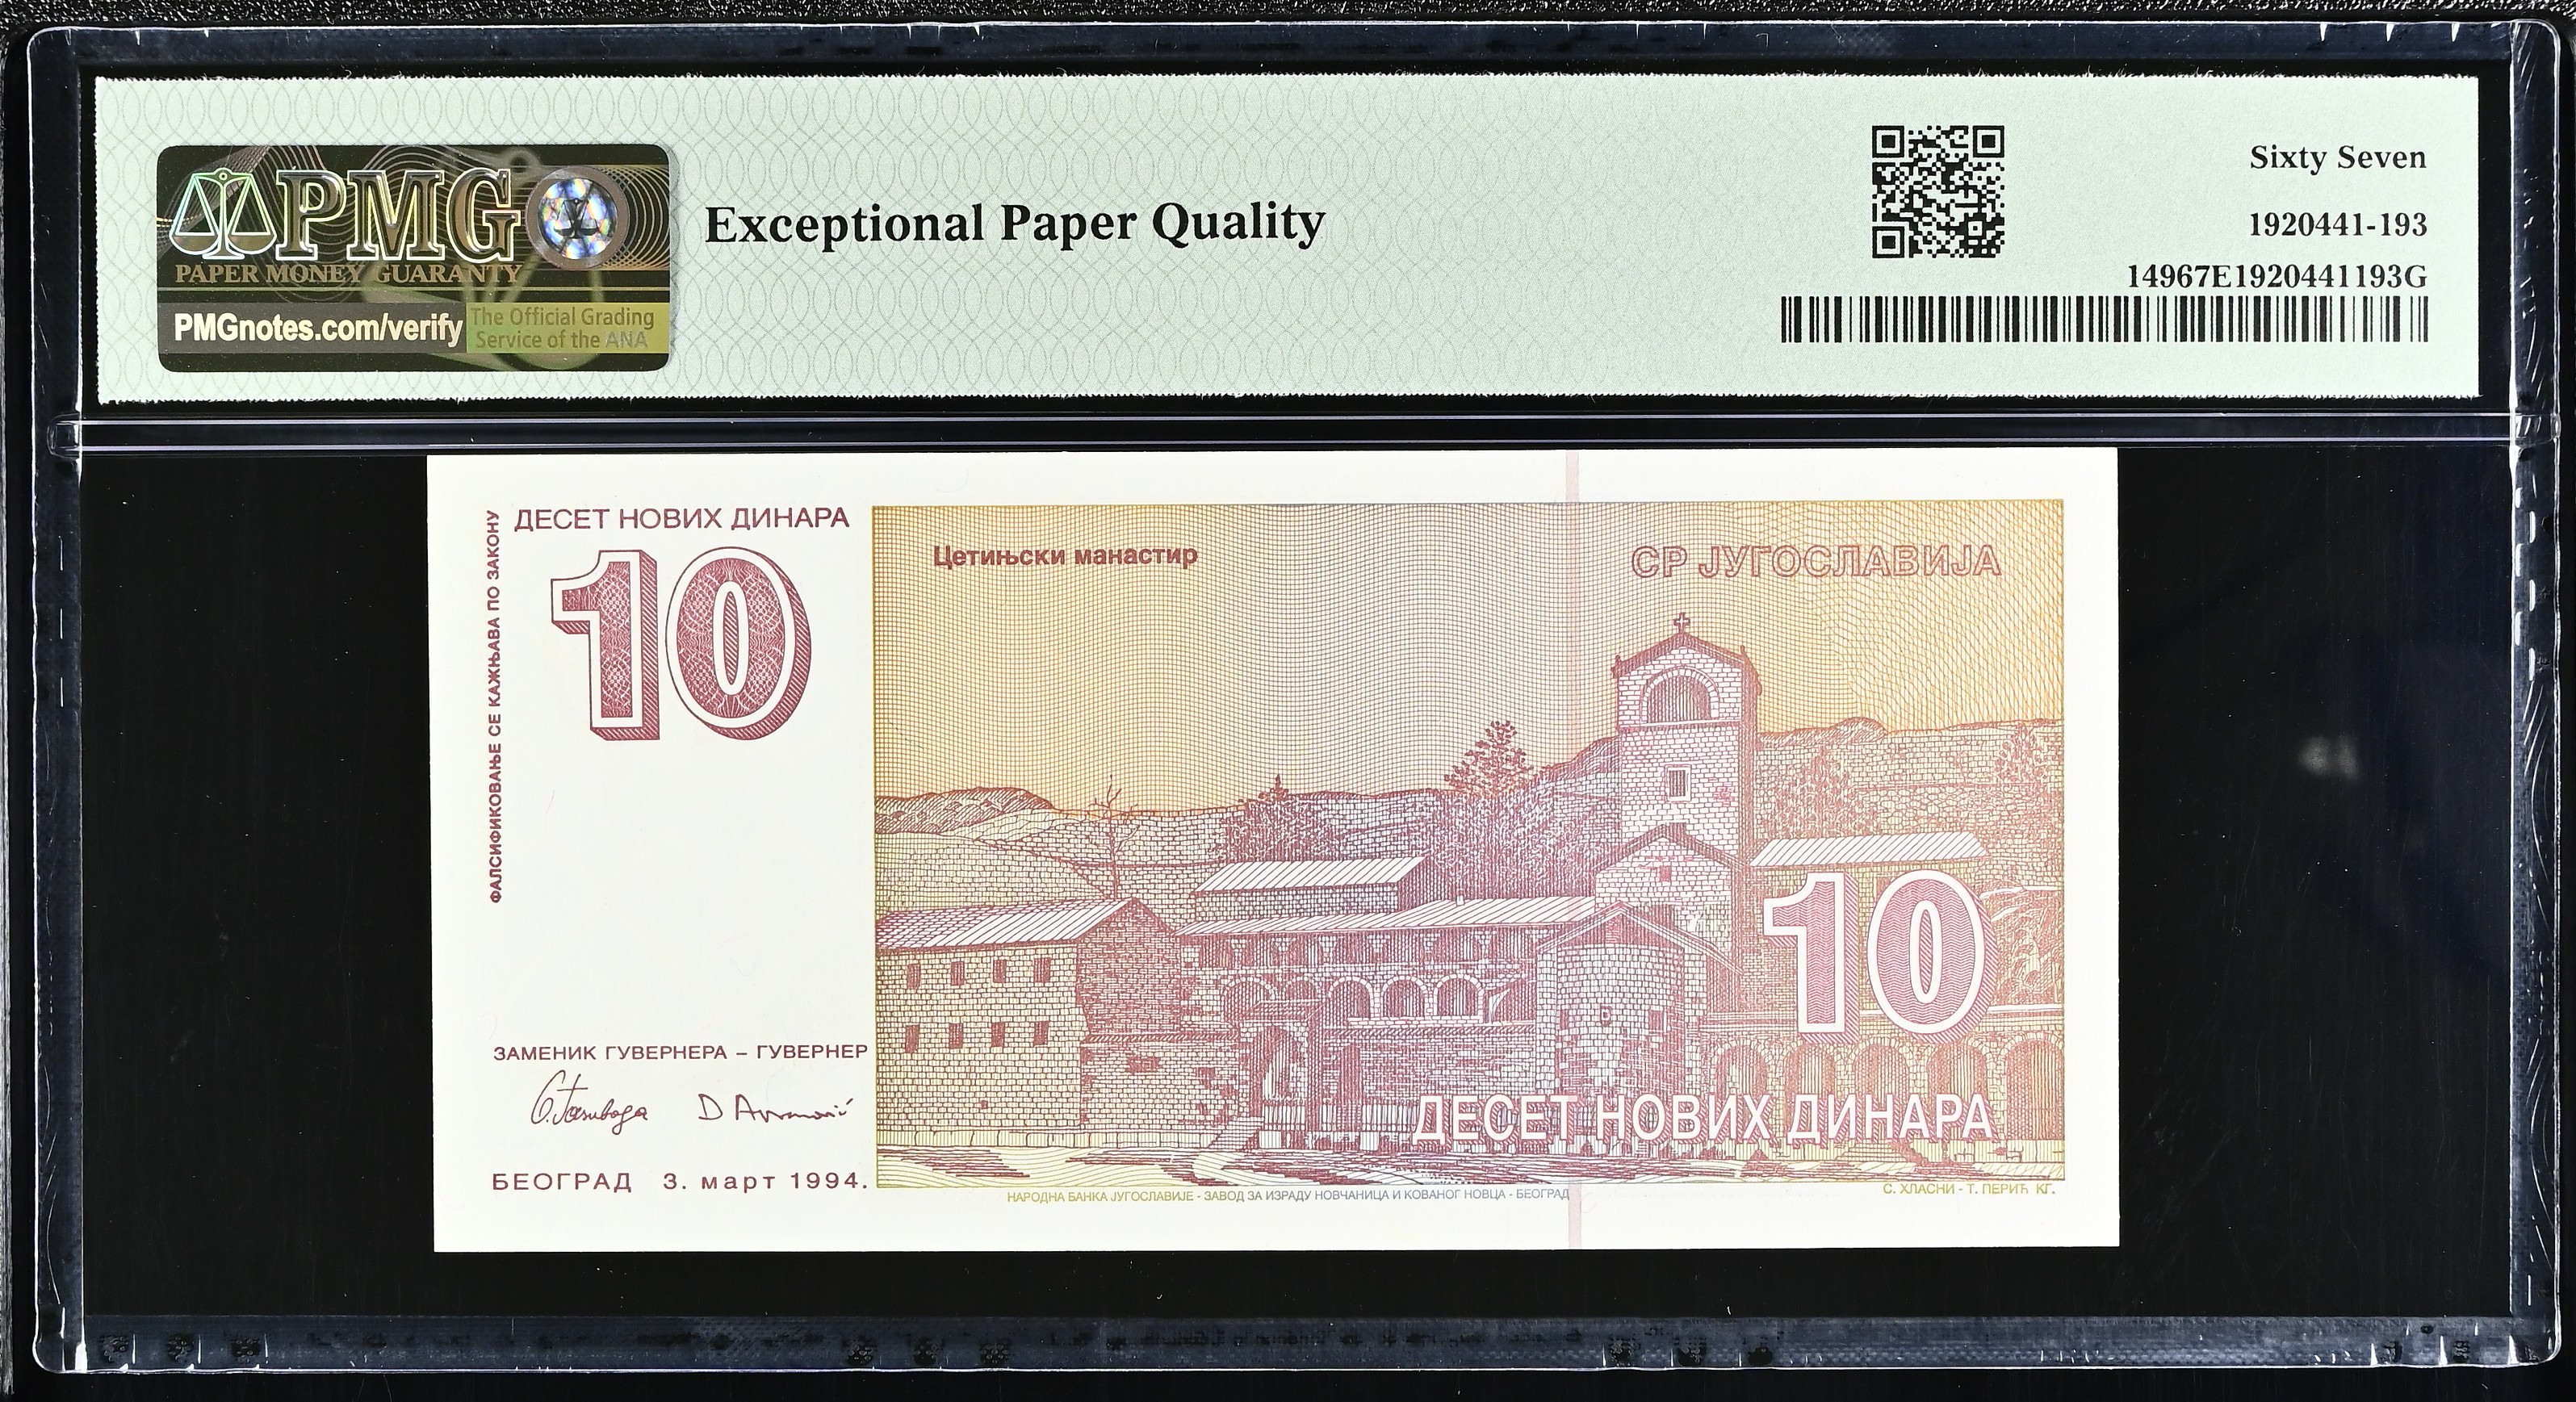 PMG
PAPER MONEY GUARANTY
PMGnotes.com/verify
The Official Grading
Service of the ANA
Exceptional Paper Quality
Sixty Seven
1920441-193
14967E1920441193G
ФАЛСИФИКОВАЊЕ СЕ КАЖЊАВА ПО ЗАКОНУ
ДЕСЕТ НОВИХ ДИНАРА
10
Цетињски манастир
СР ЈУГОСЛАВИЈА
10
ДЕСЕТ НОВИХ ДИНАРА
ЗАМЕНИК ГУВЕРНЕРА – ГУВЕРНЕР
БЕОГРАД 3. март 1994.
НАРОДНА БАНКА ЈУГОСЛАВИЈЕ - ЗАВОД ЗА ИЗРАДУ НОВЧАНИЦА И КОВАНОГ НОВЦА - БЕОГРАД
С. ХЛАСНИ - Т. ПЕРИЋ КГ.